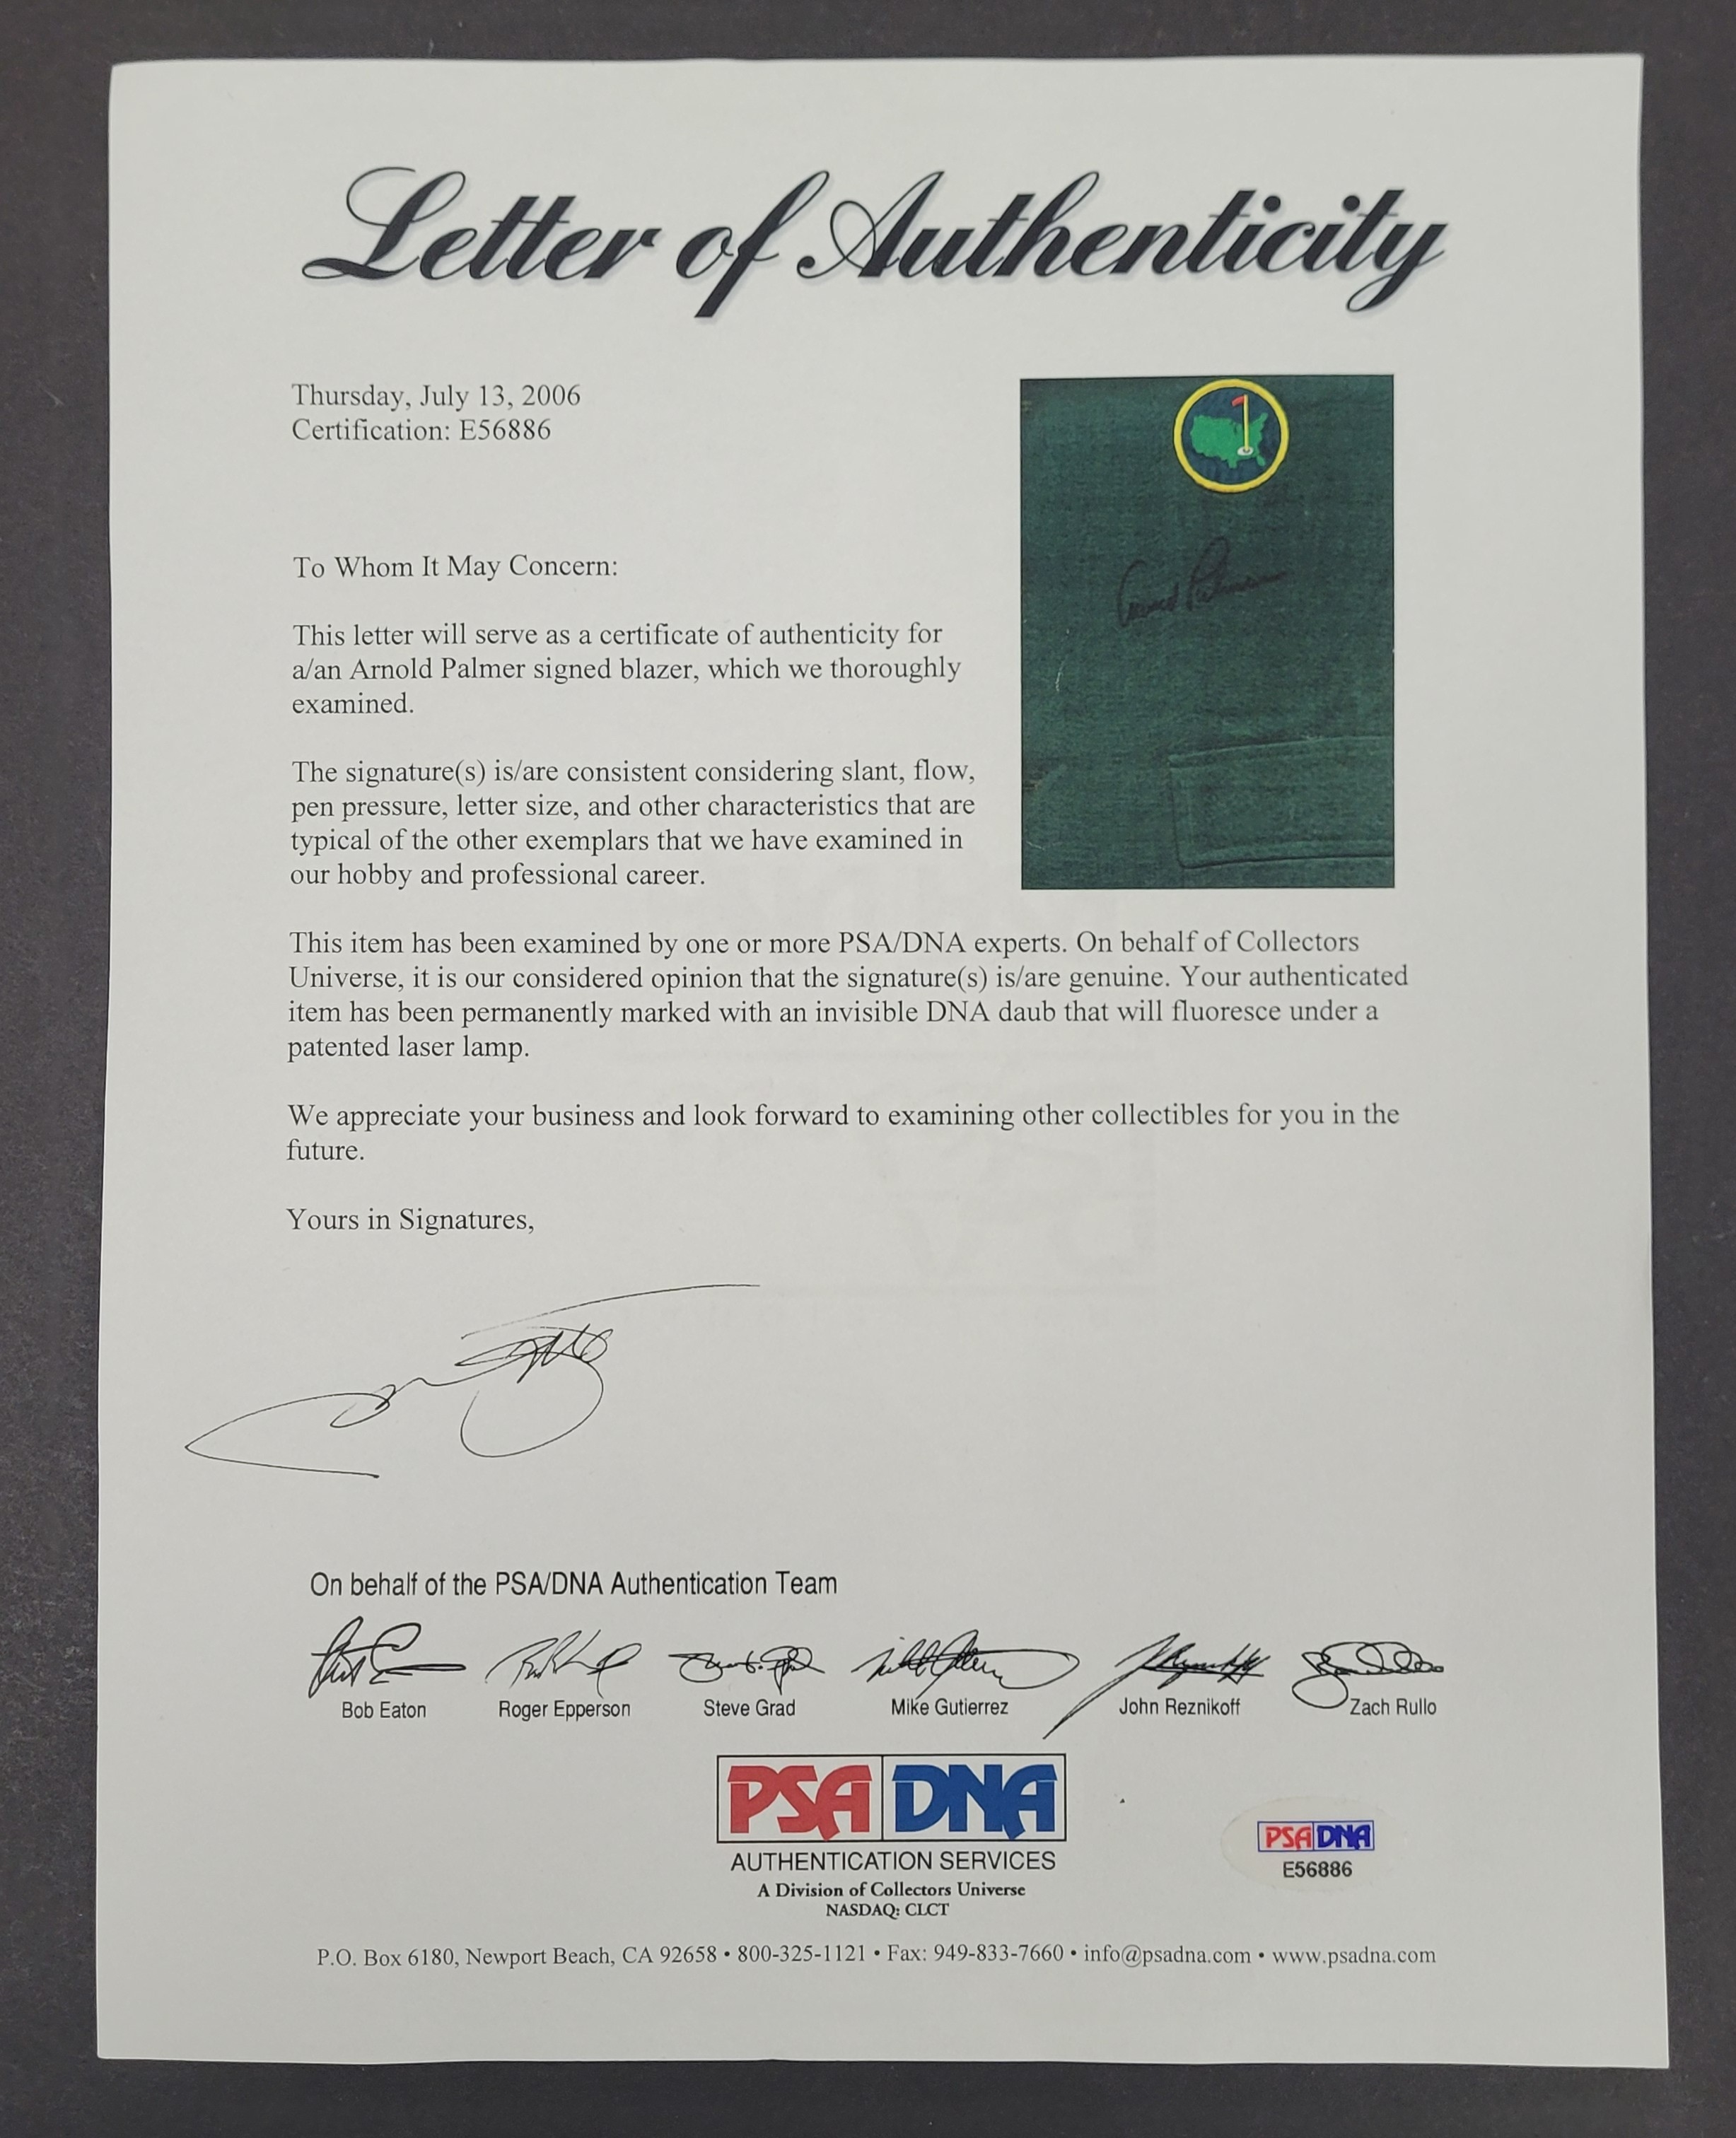 Letter of Authenticity
Thursday, July 13, 2006
Certification: E56886
Arnold Palmer
To Whom It May Concern:
This letter will serve as a certificate of authenticity for
a/an Arnold Palmer signed blazer, which we thoroughly
examined.
The signature(s) is/are consistent considering slant, flow,
pen pressure, letter size, and other characteristics that are
typical of the other exemplars that we have examined in
our hobby and professional career.
This item has been examined by one or more PSA/DNA experts. On behalf of Collectors
Universe, it is our considered opinion that the signature(s) is/are genuine. Your authenticated
item has been permanently marked with an invisible DNA daub that will fluoresce under a
patented laser lamp.
We appreciate your business and look forward to examining other collectibles for you in the
future.
Yours in Signatures,
On behalf of the PSA/DNA Authentication Team
Bob Eaton Roger Epperson Steve Grad Mike Gutierrez John Reznikoff Zach Rullo
PSA DNA
AUTHENTICATION SERVICES
A Division of Collectors Universe
NASDAQ: CLCT
PSA DNA
E56886
P.O. Box 6180, Newport Beach, CA 92658 • 800-325-1121 • Fax: 949-833-7660 • info@psadna.com • www.psadna.com